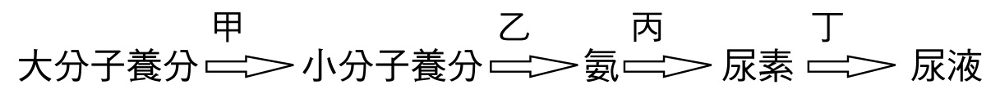 甲 乙 丙 丁
大分子養分 小分子養分 氨 尿素 尿液